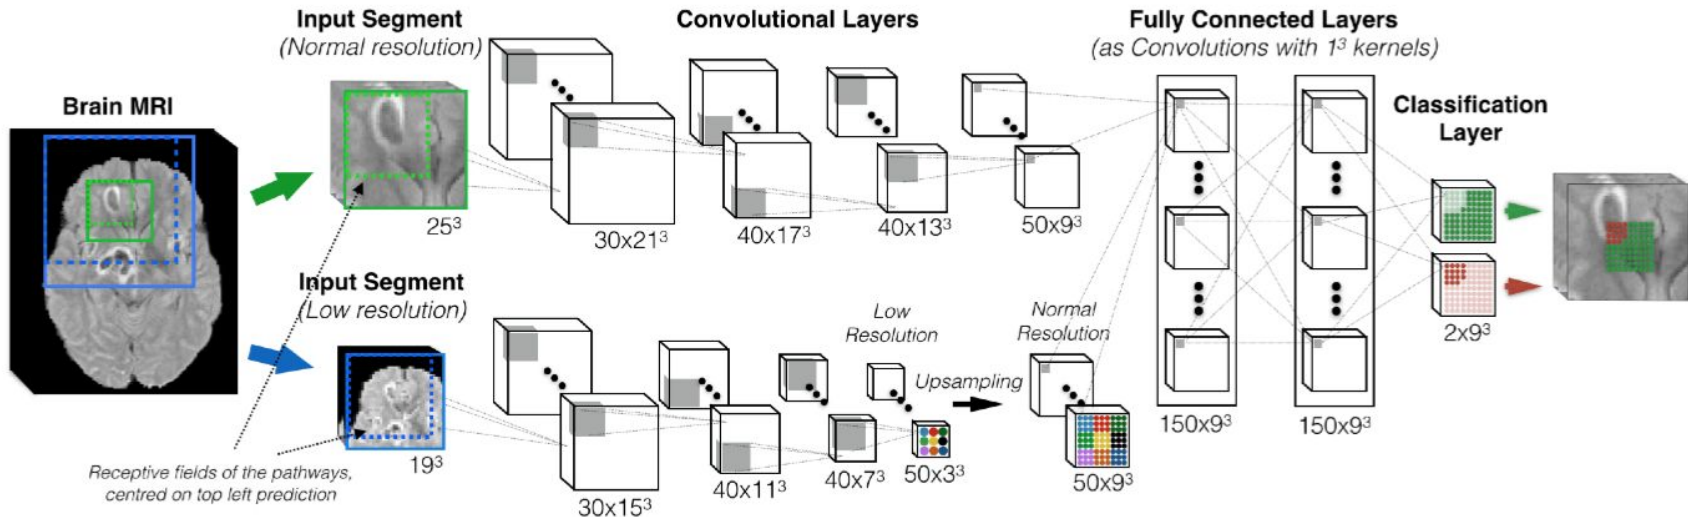 Brain MRI
Input Segment
(Normal resolution)
25³
Convolutional Layers
30x21³
40x17³
40x13³
50x9³
Fully Connected Layers
(as Convolutions with 1³ kernels)
Classification
Layer
Input Segment
(Low resolution)
19³
30x15³
40x11³
40x7³
50x3³
Low
Resolution
Upsampling
Normal
Resolution
50x9³
150x9³
150x9³
2x9³
Receptive fields of the pathways,
centred on top left prediction